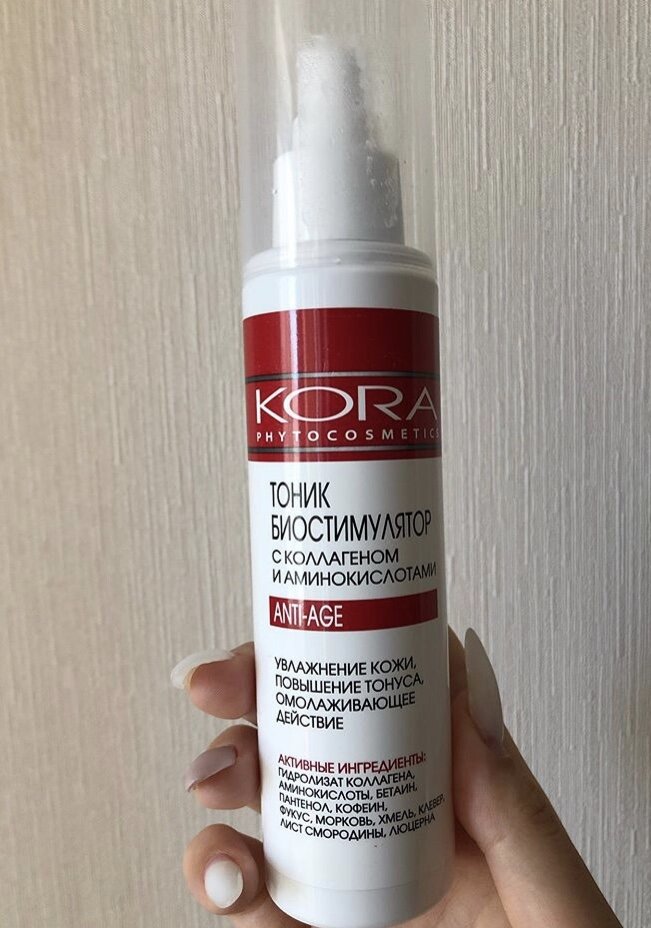 KORA
PHYTOCOSMETICS
ТОНИК
БИОСТИМУЛЯТОР
С КОЛЛАГЕНОМ
И АМИНОКИСЛОТАМИ
ANTI-AGE
УВЛАЖНЕНИЕ КОЖИ,
ПОВЫШЕНИЕ ТОНУСА,
ОМОЛАЖИВАЮЩЕЕ
ДЕЙСТВИЕ
АКТИВНЫЕ ИНГРЕДИЕНТЫ:
ГИДРОЛИЗАТ КОЛЛАГЕНА,
АМИНОКИСЛОТЫ, БЕТАИН,
ПАНТЕНОЛ, КОФЕИН,
ФУКУС, МОРКОВЬ, ХМЕЛЬ, КЛЕВЕР,
ЛИСТ СМОРОДИНЫ, ЛЮЦЕРНА